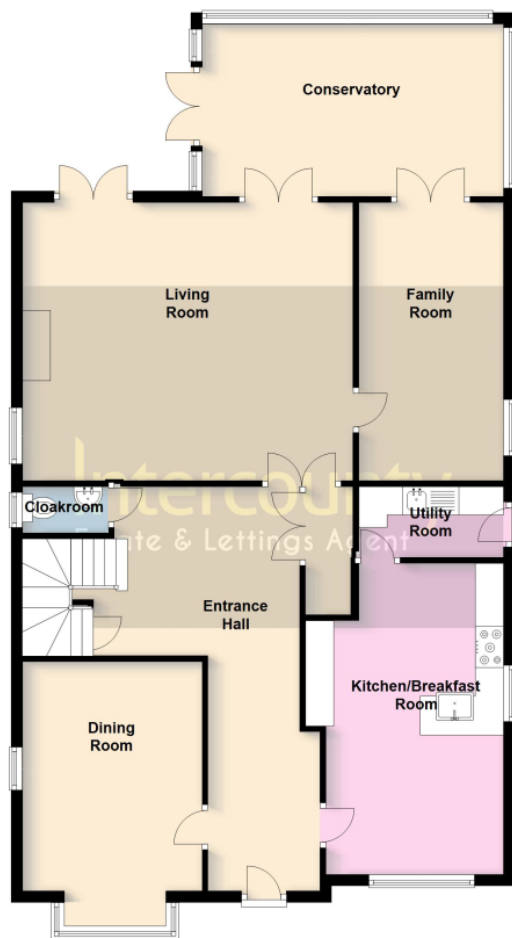 Conservatory
Living
Room
Family
Room
Intercounty
Estate & Lettings Agent
Cloakroom
Utility
Room
Entrance
Hall
Kitchen/Breakfast
Room
Dining
Room